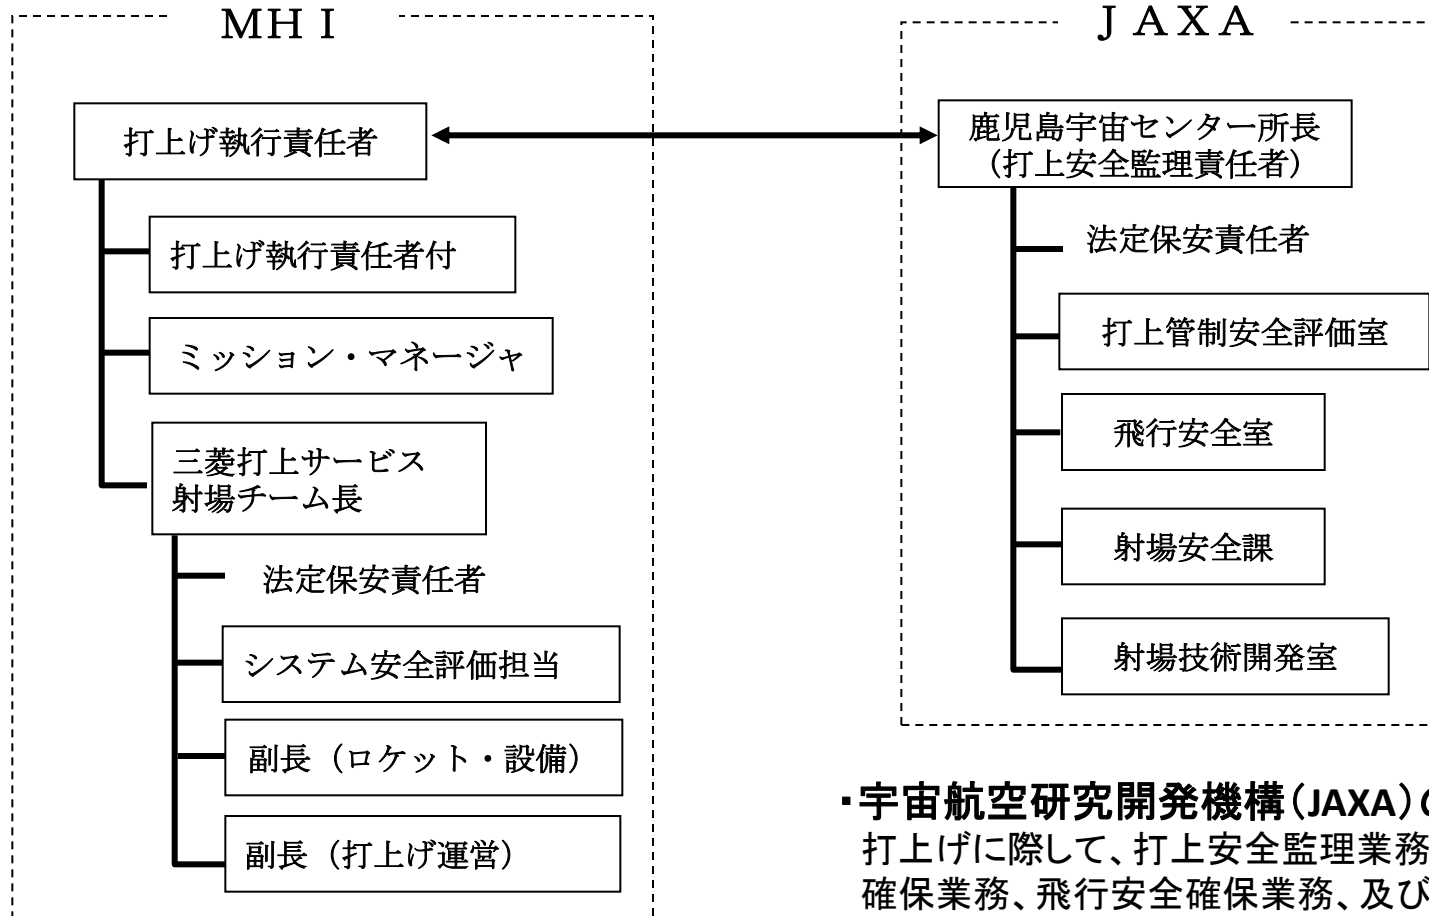 MHI
打上げ執行責任者
打上げ執行責任者付
ミッション・マネージャ
三菱打上サービス
射場チーム長
法定保安責任者
システム安全評価担当
副長（ロケット・設備）
副長（打上げ運営）
JAXA
鹿児島宇宙センター所長
（打上安全監理責任者）
法定保安責任者
打上管制安全評価室
飛行安全室
射場安全課
射場技術開発室
・宇宙航空研究開発機構（JAXA）
打上げに際して、打上安全監理業務
確保業務、飛行安全確保業務、及び